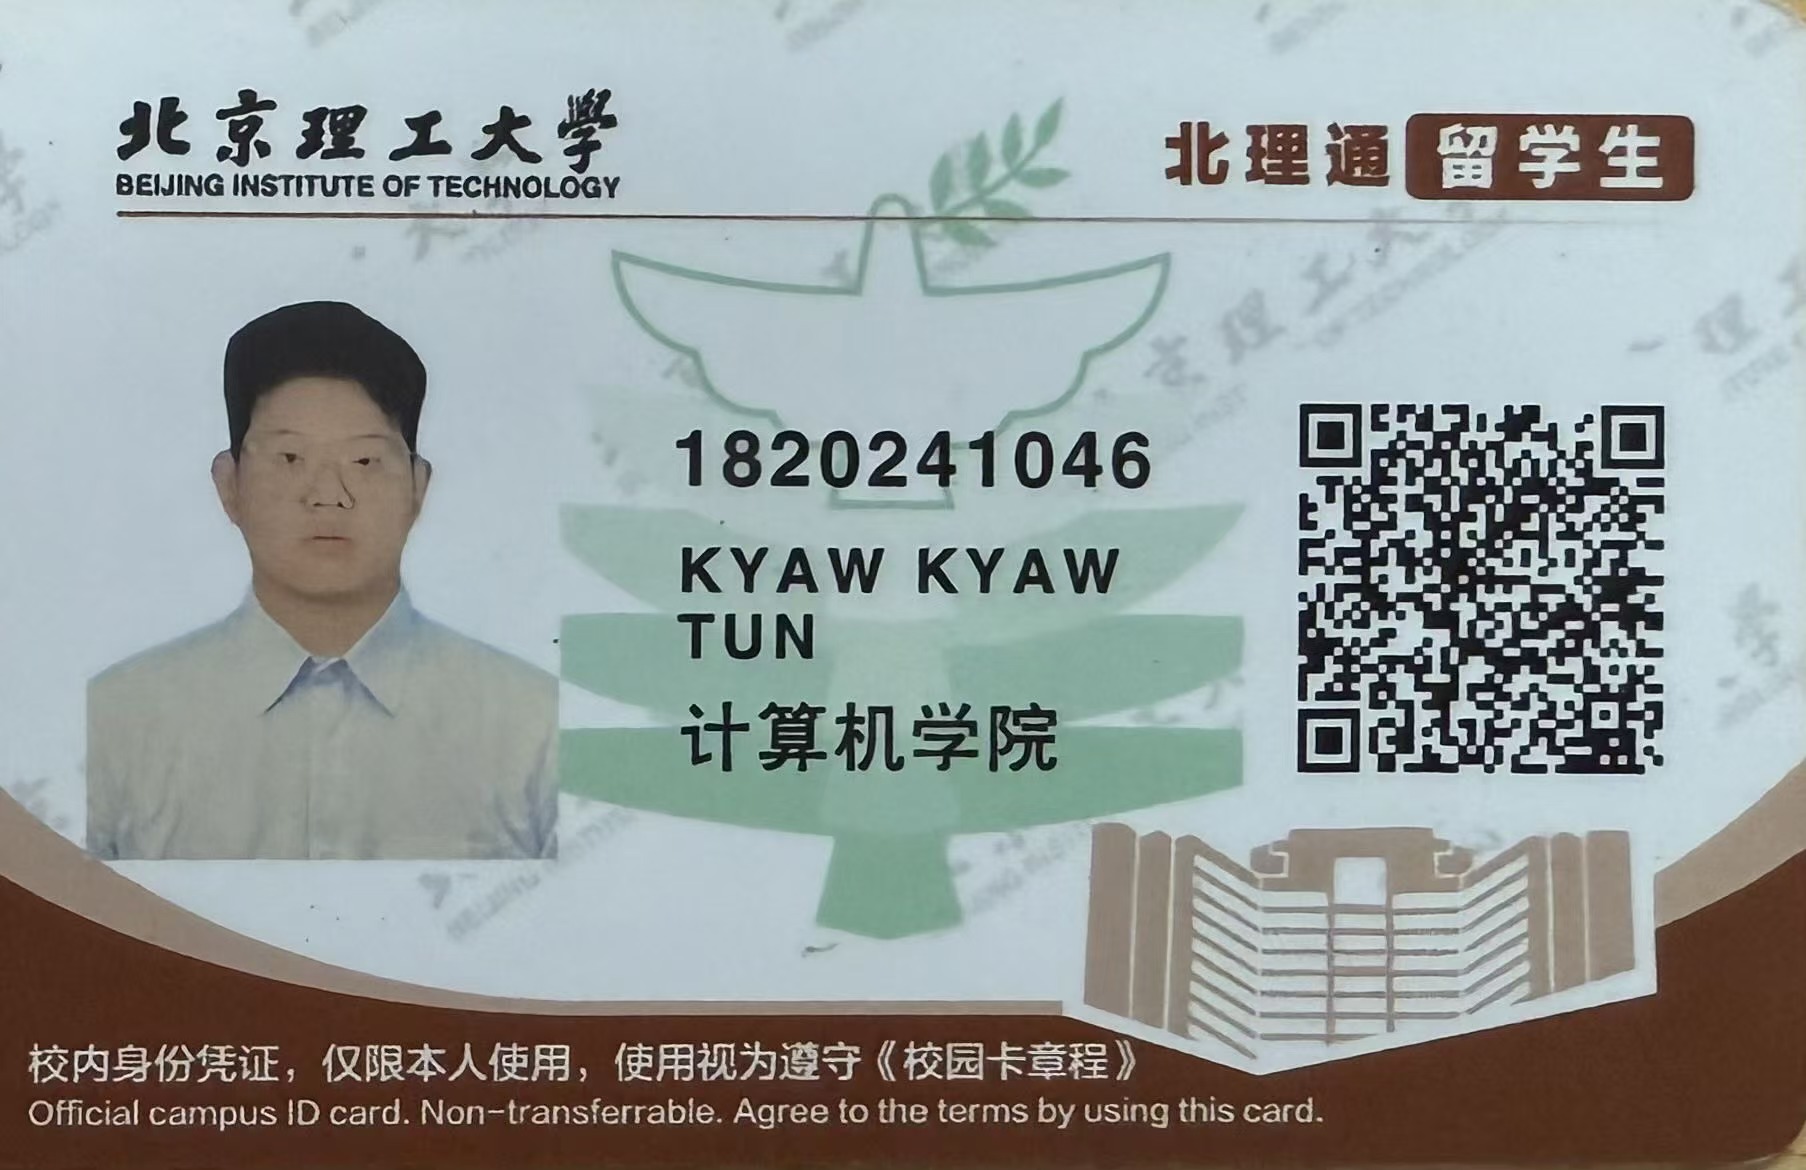 北京理工大學
BEIJING INSTITUTE OF TECHNOLOGY
北理通 留学生
1820241046
KYAW KYAW
TUN
计算机学院
校内身份凭证，仅限本人使用，使用视为遵守《校园卡章程》
Official campus ID card. Non-transferrable. Agree to the terms by using this card.